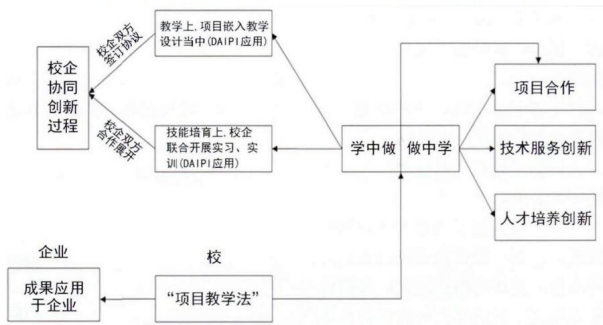 校企
协同
创新
过程
校企双方
签订协议
教学上,项目嵌入教学
设计当中(DAIPI应用)
校企双方
合作展开
技能培育上,校企
联合开展实习、实
训(DAIPI应用)
学中做 做中学
项目合作
技术服务创新
人才培养创新
企业
校
成果应用
于企业
“项目教学法”